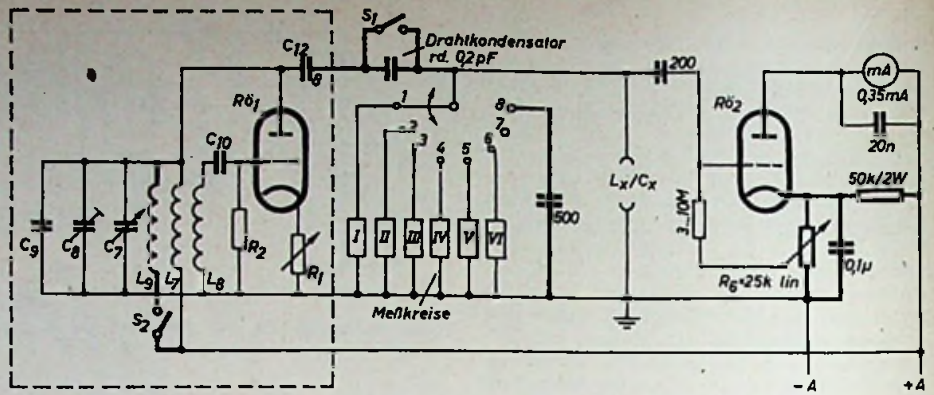 S1
C12
8
Drahtkondensator
rd. 0,2pF
200
mA
0,35mA
20n
Rö1
Rö2
C10
1
2
3
4
5
6
7
8
50k/2W
Lx/Cx
500
3...10M
C9
C8
C7
R2
R1
I
II
III
IV
V
VI
0,1µ
L9
L7
L8
R6=25k lin
S2
Meßkreise
-A
+A